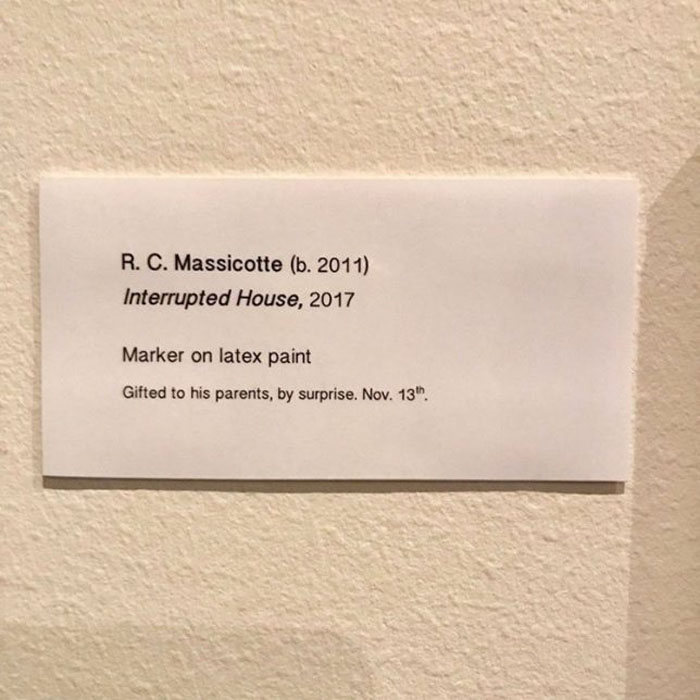 R. C. Massicotte (b. 2011)
Interrupted House, 2017
Marker on latex paint
Gifted to his parents, by surprise. Nov. 13th.